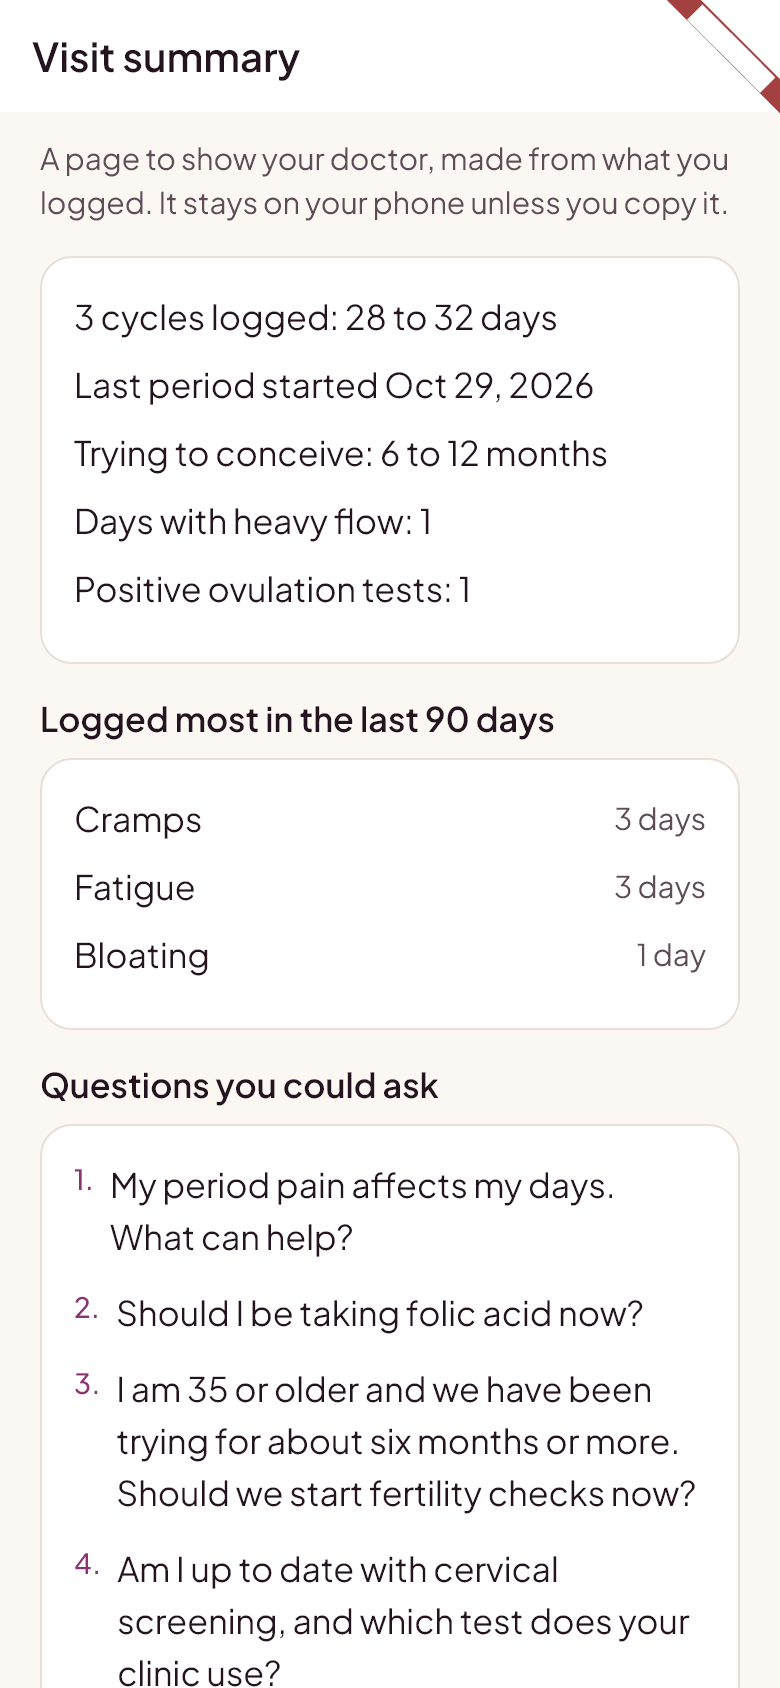 Visit summary
A page to show your doctor, made from what you
logged. It stays on your phone unless you copy it.
3 cycles logged: 28 to 32 days
Last period started Oct 29, 2026
Trying to conceive: 6 to 12 months
Days with heavy flow: 1
Positive ovulation tests: 1
Logged most in the last 90 days
Cramps 3 days
Fatigue 3 days
Bloating 1 day
Questions you could ask
1. My period pain affects my days.
What can help?
2. Should I be taking folic acid now?
3. I am 35 or older and we have been
trying for about six months or more.
Should we start fertility checks now?
4. Am I up to date with cervical
screening, and which test does your
clinic use?